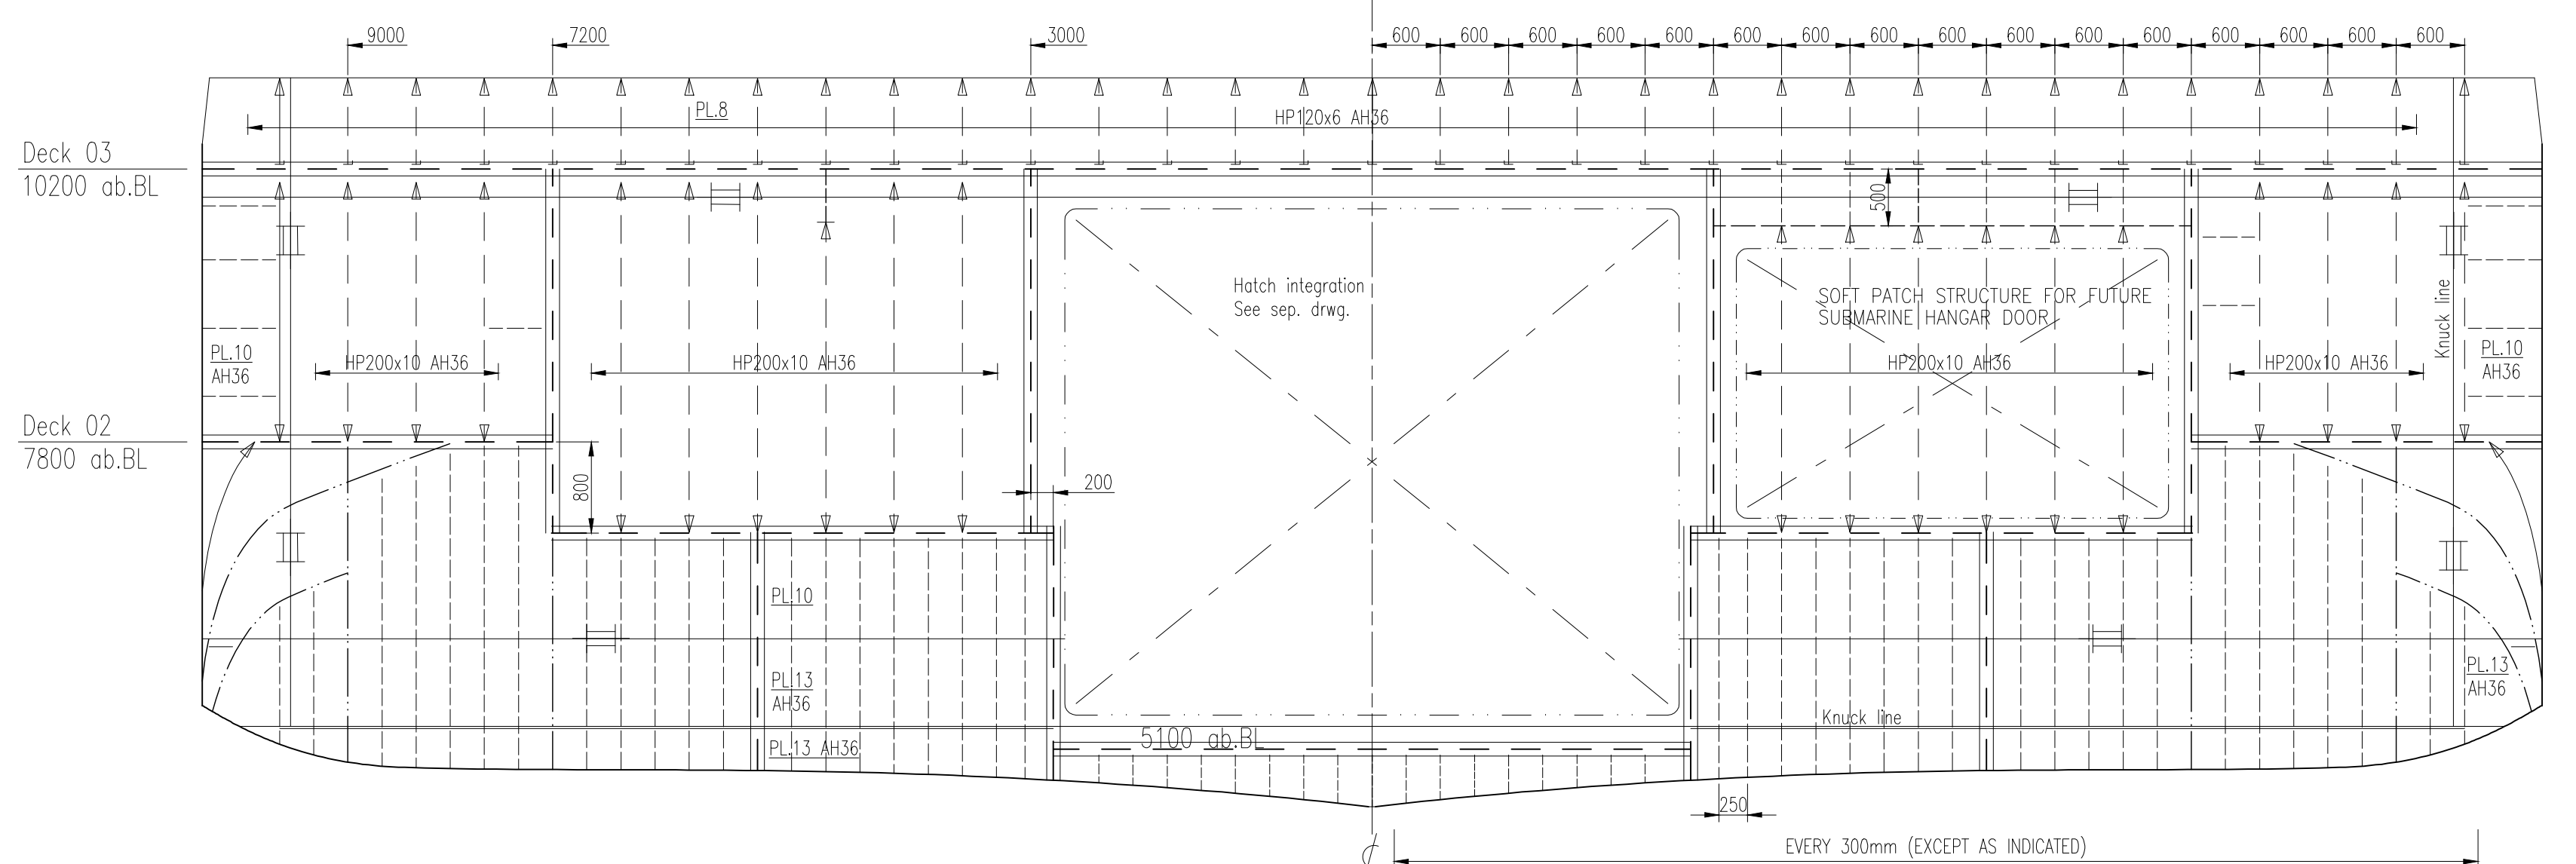 9000
7200
3000
600 600 600 600 600 600 600 600 600 600 600 600 600 600 600 600
PL.8
HP120x6 AH36
Deck 03
10200 ab.BL
500
Hatch integration
See sep. drwg.
SOFT PATCH STRUCTURE FOR FUTURE
SUBMARINE HANGAR DOOR
Knuck line
PL.10
AH36
HP200x10 AH36
HP200x10 AH36
HP200x10 AH36
HP200x10 AH36
PL.10
AH36
Deck 02
7800 ab.BL
800
200
PL.10
PL.13
AH36
PL.13
AH36
Knuck line
PL.13 AH36
5100 ab.BL
250
EVERY 300mm (EXCEPT AS INDICATED)